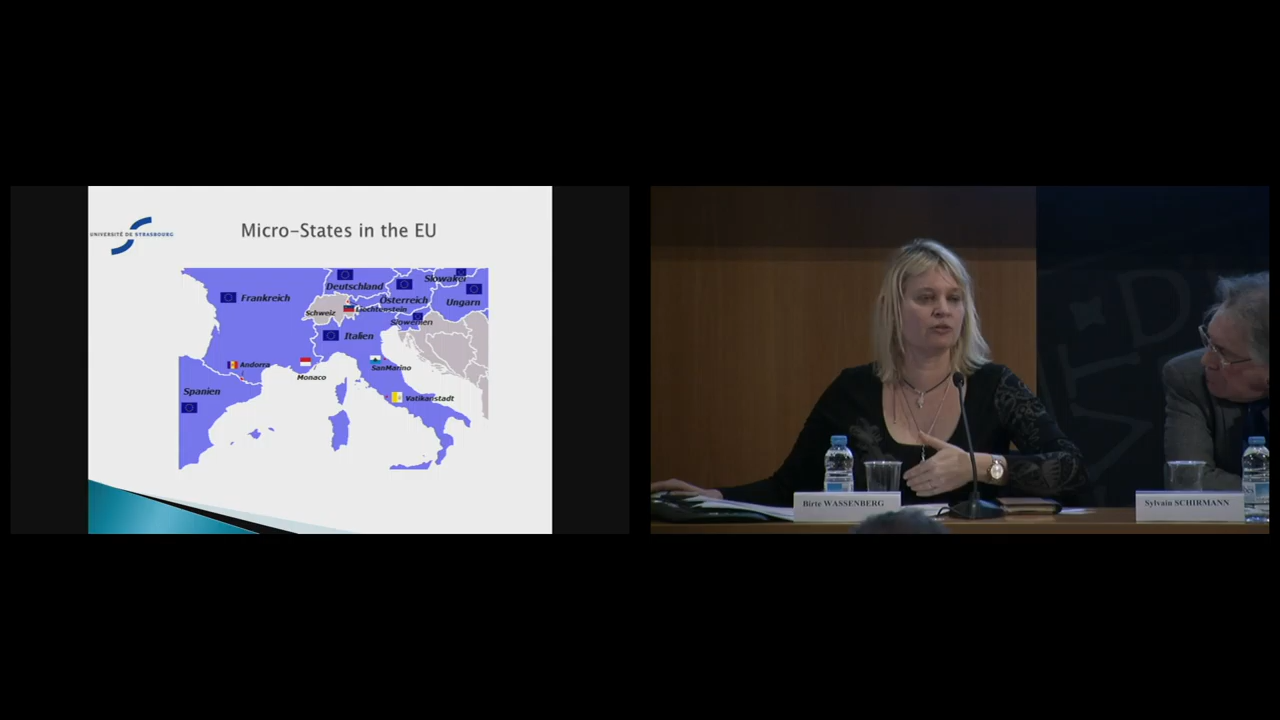 UNIVERSITÉ DE STRASBOURG
Micro-States in the EU
Deutschland
Slowakei
Frankreich
Österreich
Ungarn
Schweiz
Liechtenstein
Slowenien
Italien
Andorra
SanMarino
Monaco
Spanien
Vatikanstadt
Birte WASSENBERG
Sylvain SCHIRMANN